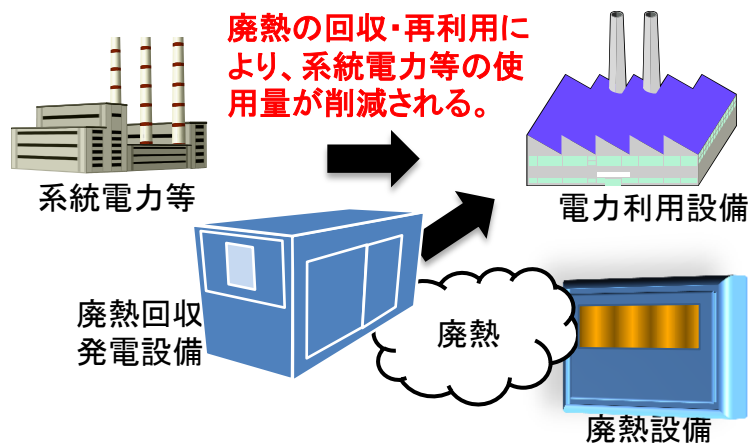 廃熱の回収・再利用に
より、系統電力等の使
用量が削減される。
系統電力等
電力利用設備
廃熱回収
発電設備
廃熱
廃熱設備